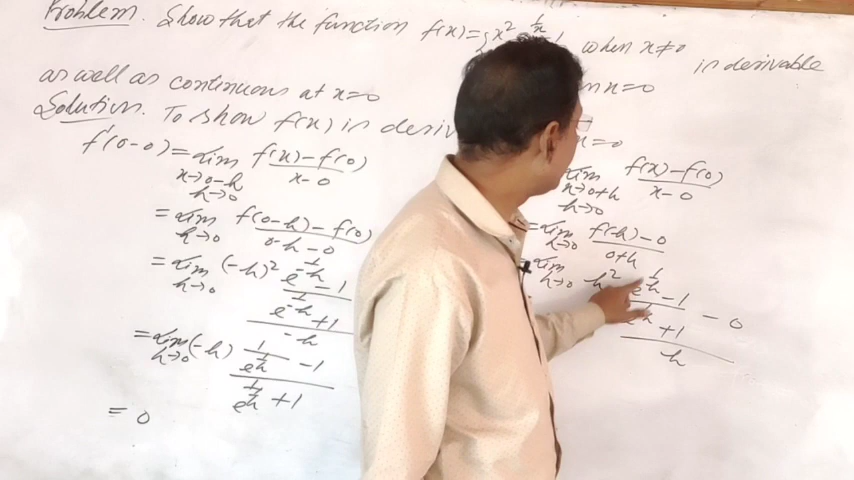 Problem. Show that the function f(x) = { x² e^(1/x) - 1 when x ≠ 0 is derivable
x = 0
as well as continuous at x = 0
Solution. To show f(x) is deriv
x = 0
f'(0-0) = Lim x→0-h h→0 (f(x) - f(0))/(x - 0)
= Lim h→0 (f(0-h) - f(0))/(0-h-0)
= Lim h→0 (-h)² ((e^(1/-h) - 1)/(e^(1/-h) + 1))/(-h)
= Lim h→0 (-h) (1/e^(1/h) - 1)/(1/e^(1/h) + 1)
= 0
Lim x→0+h h→0 (f(x) - f(0))/(x - 0)
= Lim h→0 (f(h) - 0)/(0+h)
= Lim h→0 (h² (e^(1/h) - 1)/(e^(1/h) + 1) - 0)/h